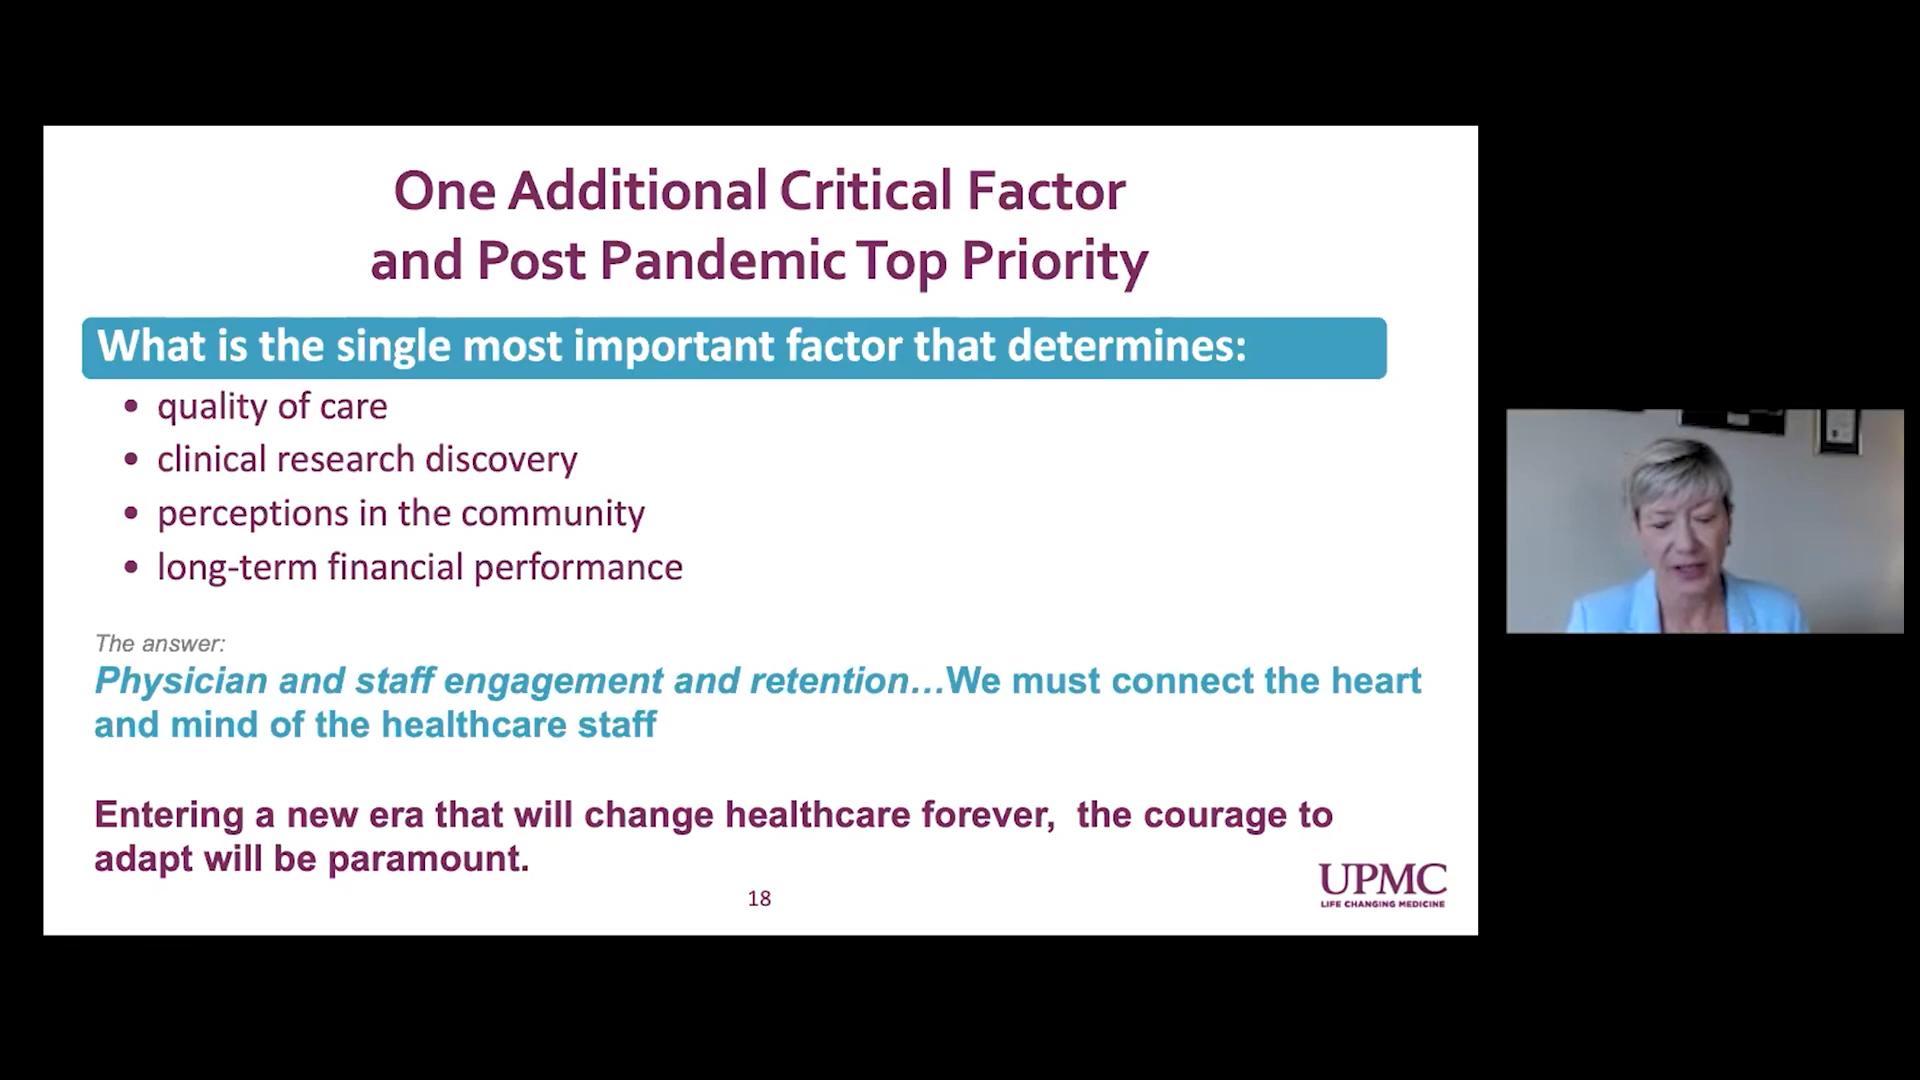 One Additional Critical Factor
and Post Pandemic Top Priority
What is the single most important factor that determines:
• quality of care
• clinical research discovery
• perceptions in the community
• long-term financial performance
The answer:
Physician and staff engagement and retention…We must connect the heart
and mind of the healthcare staff
Entering a new era that will change healthcare forever,  the courage to
adapt will be paramount.
18
UPMC
LIFE CHANGING MEDICINE